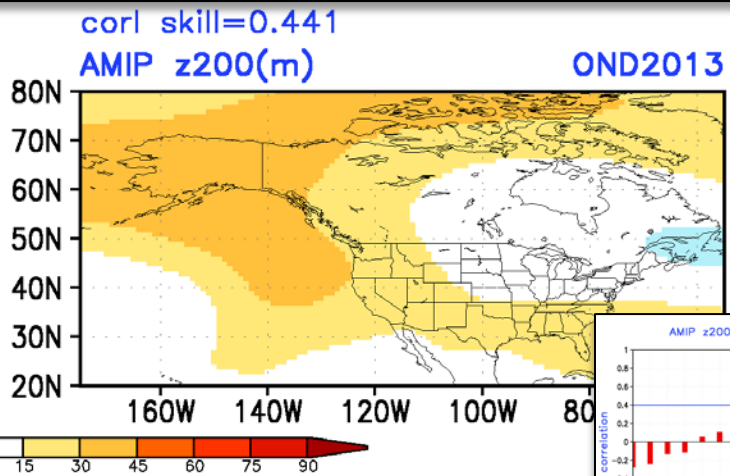 corl skill=0.441
AMIP z200(m) OND2013
80N
70N
60N
50N
40N
30N
20N
160W 140W 120W 100W 80
15 30 45 60 75 90
AMIP z200
correlation
1
0.8
0.6
0.4
0.2
0
-0.2